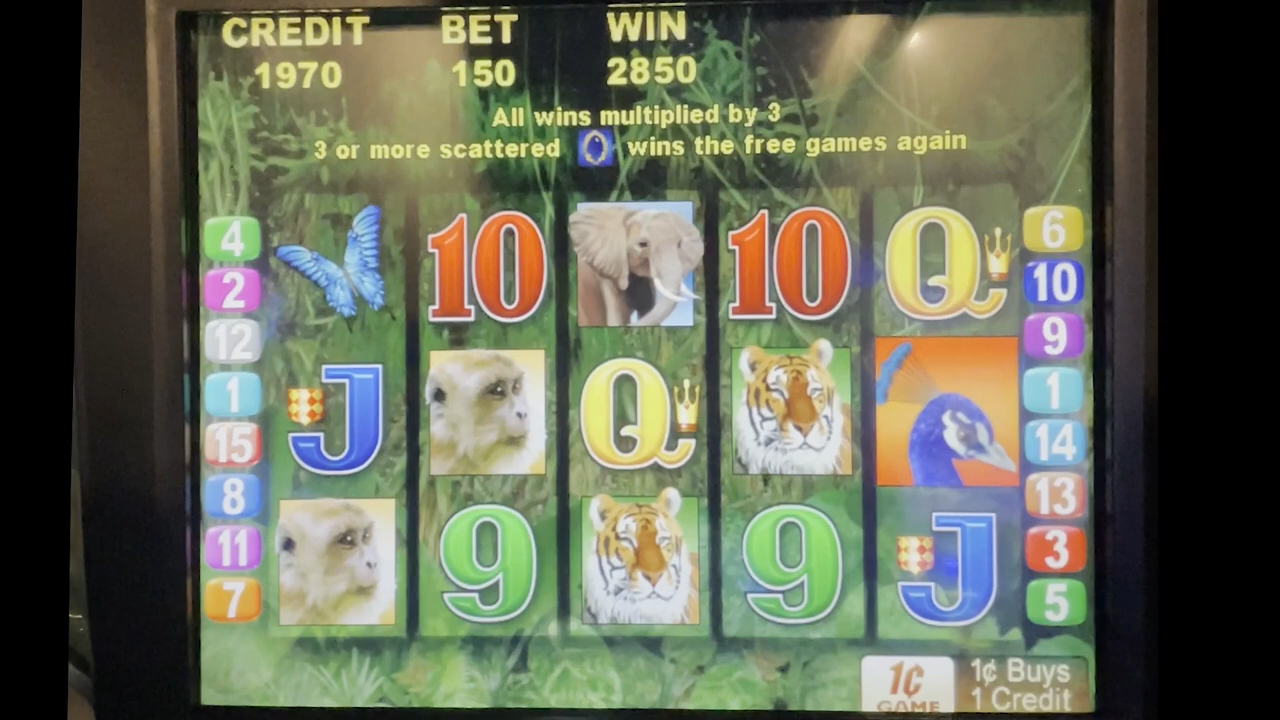 CREDIT BET WIN
1970 150 2850
All wins multiplied by 3
3 or more scattered wins the free games again
4 10 10 Q 6
2 10
12 9
1 J Q 1
15 14
8 13
11 9 9 J 3
7 5
1¢ GAME
1¢ Buys
1 Credit